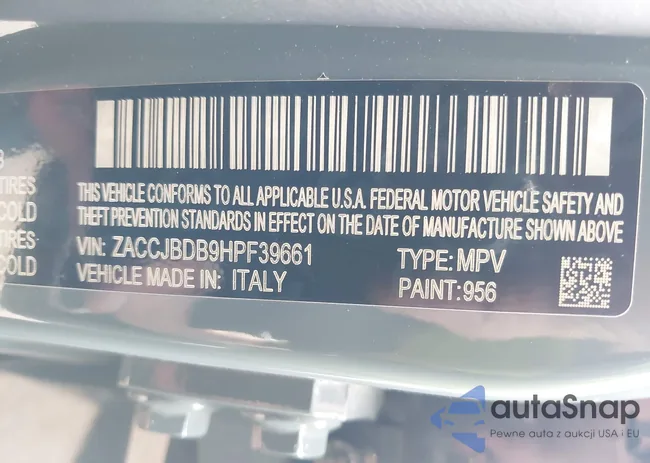 THIS VEHICLE CONFORMS TO ALL APPLICABLE U.S.A. FEDERAL MOTOR VEHICLE SAFETY AND
TIRES
THEFT PREVENTION STANDARDS IN EFFECT ON THE DATE OF MANUFACTURE SHOWN ABOVE
COLD
VIN: ZACCJBDB9HPF39661 TYPE: MPV
TIRES
VEHICLE MADE IN: ITALY PAINT: 956
COLD
autoSnap
Pewne auta z aukcji USA i EU